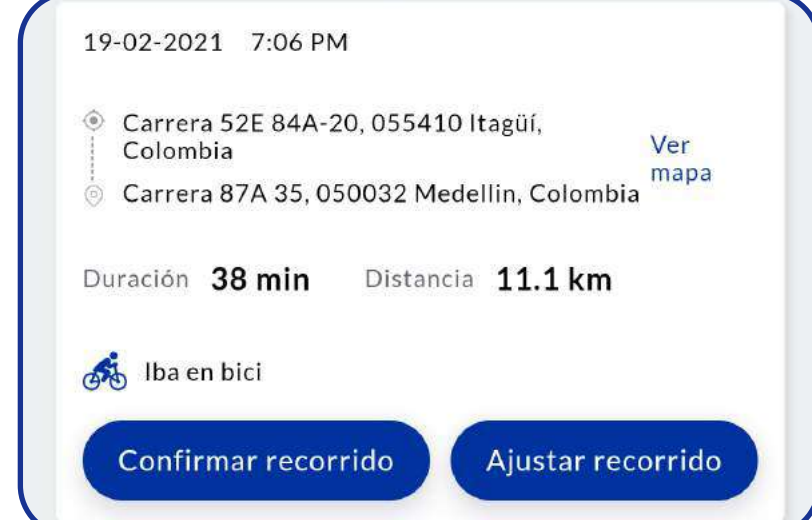 19-02-2021 7:06 PM
Carrera 52E 84A-20, 055410 Itagüí,
Colombia
Carrera 87A 35, 050032 Medellin, Colombia
Ver
mapa
Duración 38 min Distancia 11.1 km
Iba en bici
Confirmar recorrido Ajustar recorrido